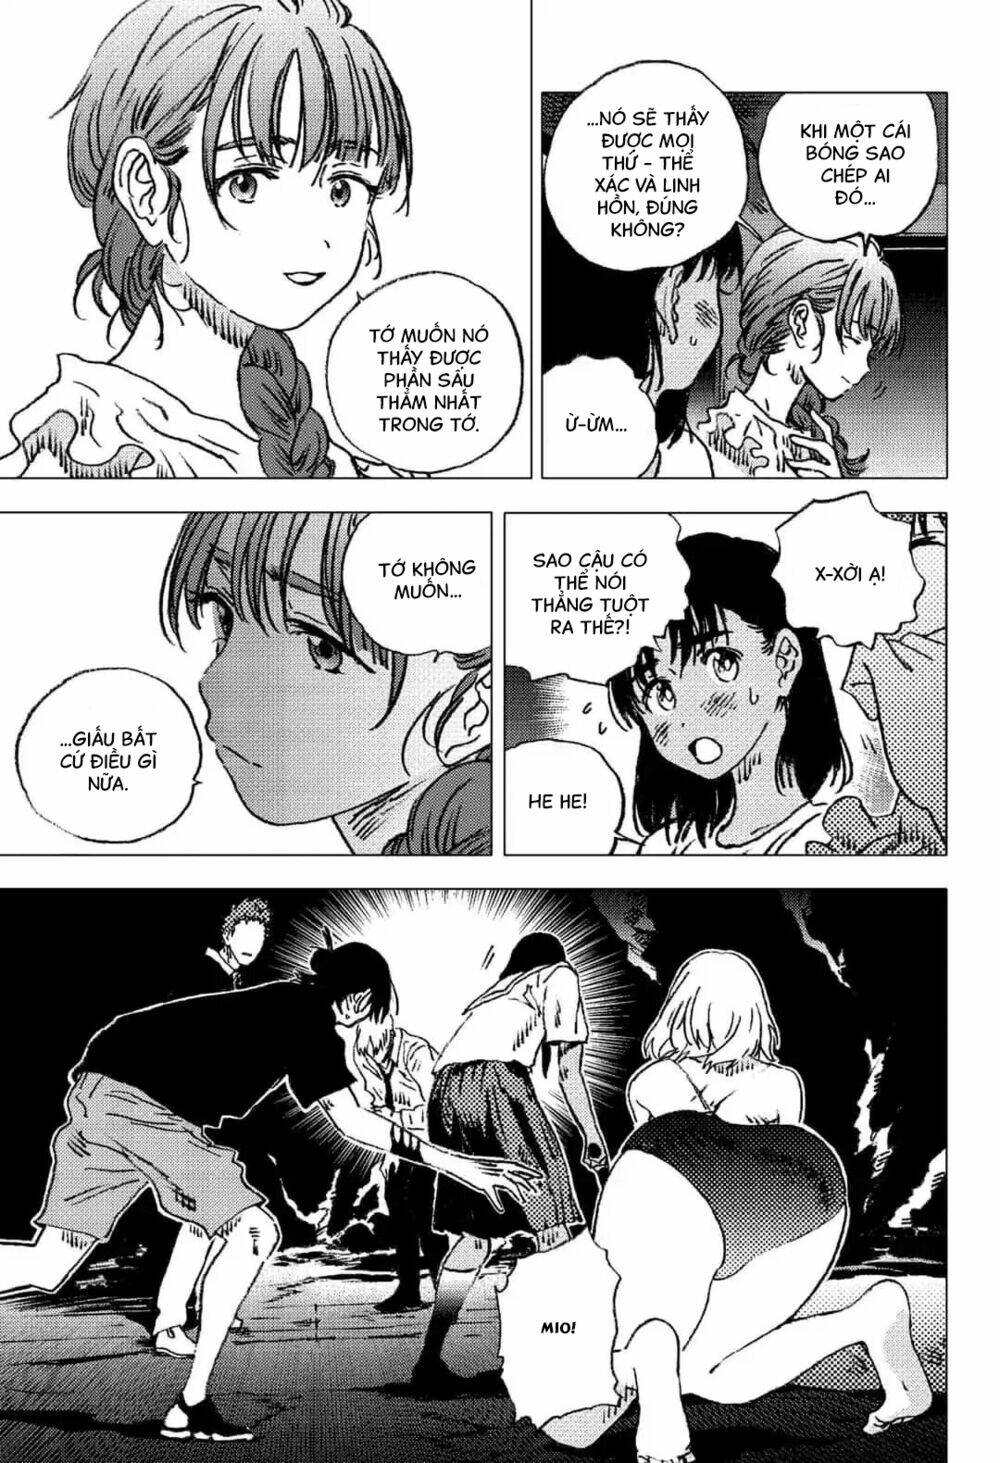 KHI MỘT CÁI
BÓNG SAO
CHÉP AI
ĐÓ...
...NÓ SẼ THẤY
ĐƯỢC MỌI
THỨ - THỂ
XÁC VÀ LINH
HỒN, ĐÚNG
KHÔNG?
Ừ-ỪM...
TỚ MUỐN NÓ
THẤY ĐƯỢC
PHẦN SÂU
THẲM NHẤT
TRONG TỚ.
X-XỜI Ạ!
SAO CẬU CÓ
THỂ NÓI
THẲNG TUỘT
RA THẾ?!
HE HE!
TỚ KHÔNG
MUỐN...
...GIẤU BẤT
CỨ ĐIỀU GÌ
NỮA.
MIO!